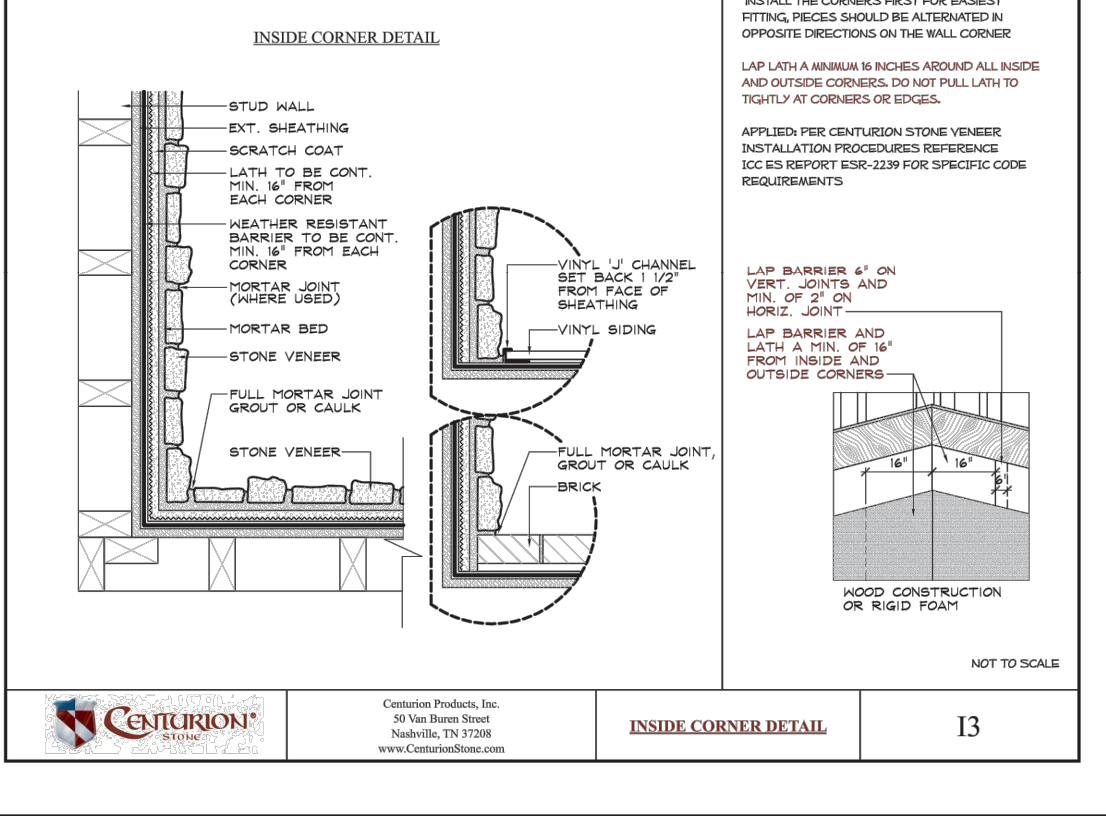 INSIDE CORNER DETAIL
STUD WALL
EXT. SHEATHING
SCRATCH COAT
LATH TO BE CONT.
MIN. 16" FROM
EACH CORNER
WEATHER RESISTANT
BARRIER TO BE CONT.
MIN. 16" FROM EACH
CORNER
MORTAR JOINT
(WHERE USED)
MORTAR BED
STONE VENEER
FULL MORTAR JOINT
GROUT OR CAULK
STONE VENEER
VINYL 'J' CHANNEL
SET BACK 1 1/2"
FROM FACE OF
SHEATHING
VINYL SIDING
FULL MORTAR JOINT,
GROUT OR CAULK
BRICK
INSTALL THE CORNERS FIRST FOR EASIEST
FITTING, PIECES SHOULD BE ALTERNATED IN
OPPOSITE DIRECTIONS ON THE WALL CORNER
LAP LATH A MINIMUM 16 INCHES AROUND ALL INSIDE
AND OUTSIDE CORNERS. DO NOT PULL LATH TO
TIGHTLY AT CORNERS OR EDGES.
APPLIED: PER CENTURION STONE VENEER
INSTALLATION PROCEDURES REFERENCE
ICC ES REPORT ESR-2239 FOR SPECIFIC CODE
REQUIREMENTS
LAP BARRIER 6" ON
VERT. JOINTS AND
MIN. OF 2" ON
HORIZ. JOINT
LAP BARRIER AND
LATH A MIN. OF 16"
FROM INSIDE AND
OUTSIDE CORNERS
16" 16"
6"
WOOD CONSTRUCTION
OR RIGID FOAM
NOT TO SCALE
CENTURION®
STONE
Centurion Products, Inc.
50 Van Buren Street
Nashville, TN 37208
www.CenturionStone.com
INSIDE CORNER DETAIL
I3